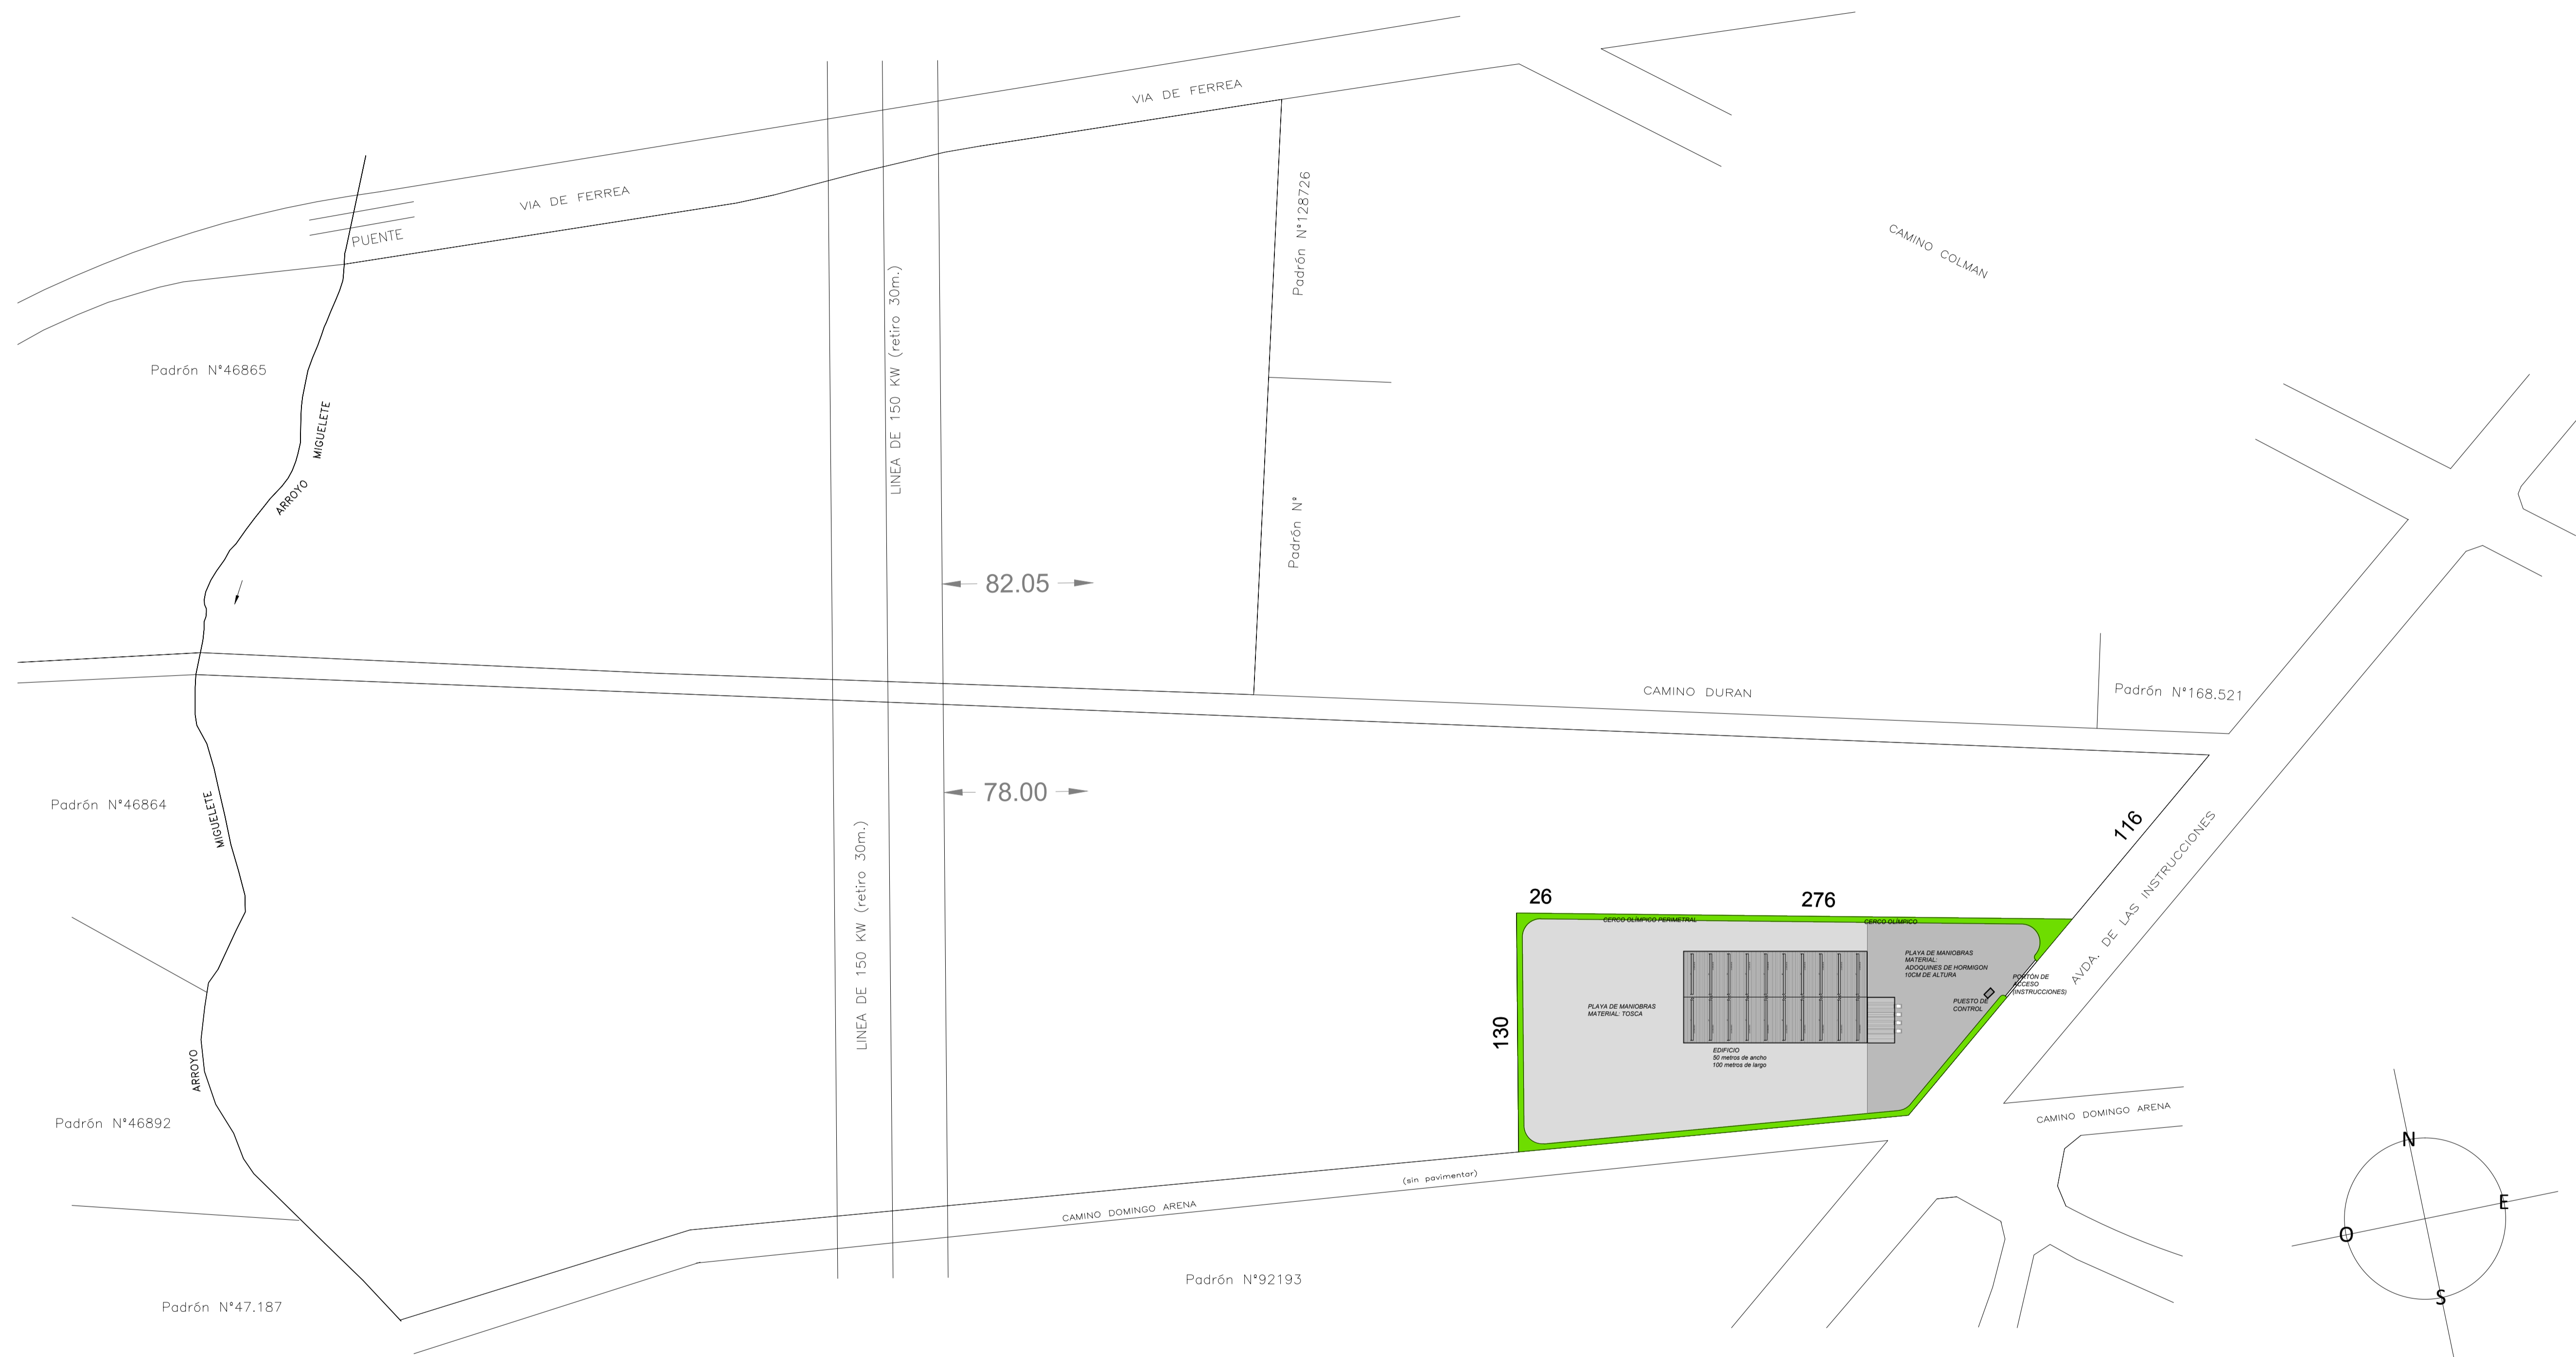 VIA DE FERREA
VIA DE FERREA
PUENTE
Padrón N°128726
CAMINO COLMAN
LINEA DE 150 KW (retiro 30m.)
Padrón N°46865
MIGUELETE
ARROYO
Padrón N°
82.05
CAMINO DURAN
Padrón N°168.521
78.00
Padrón N°46864
MIGUELETE
LINEA DE 150 KW (retiro 30m.)
116
AVDA. DE LAS INSTRUCCIONES
26
276
CERCO OLÍMPICO PERIMETRAL
CERCO OLÍMPICO
PLAYA DE MANIOBRAS
MATERIAL:
ADOQUINES DE HORMIGON
10CM DE ALTURA
PORTÓN DE
ACCESO
(INSTRUCCIONES)
PUESTO DE
CONTROL
PLAYA DE MANIOBRAS
MATERIAL: TOSCA
130
EDIFICIO
50 metros de ancho
100 metros de largo
ARROYO
Padrón N°46892
CAMINO DOMINGO ARENA
(sin pavimentar)
CAMINO DOMINGO ARENA
Padrón N°92193
Padrón N°47.187
N
E
O
S